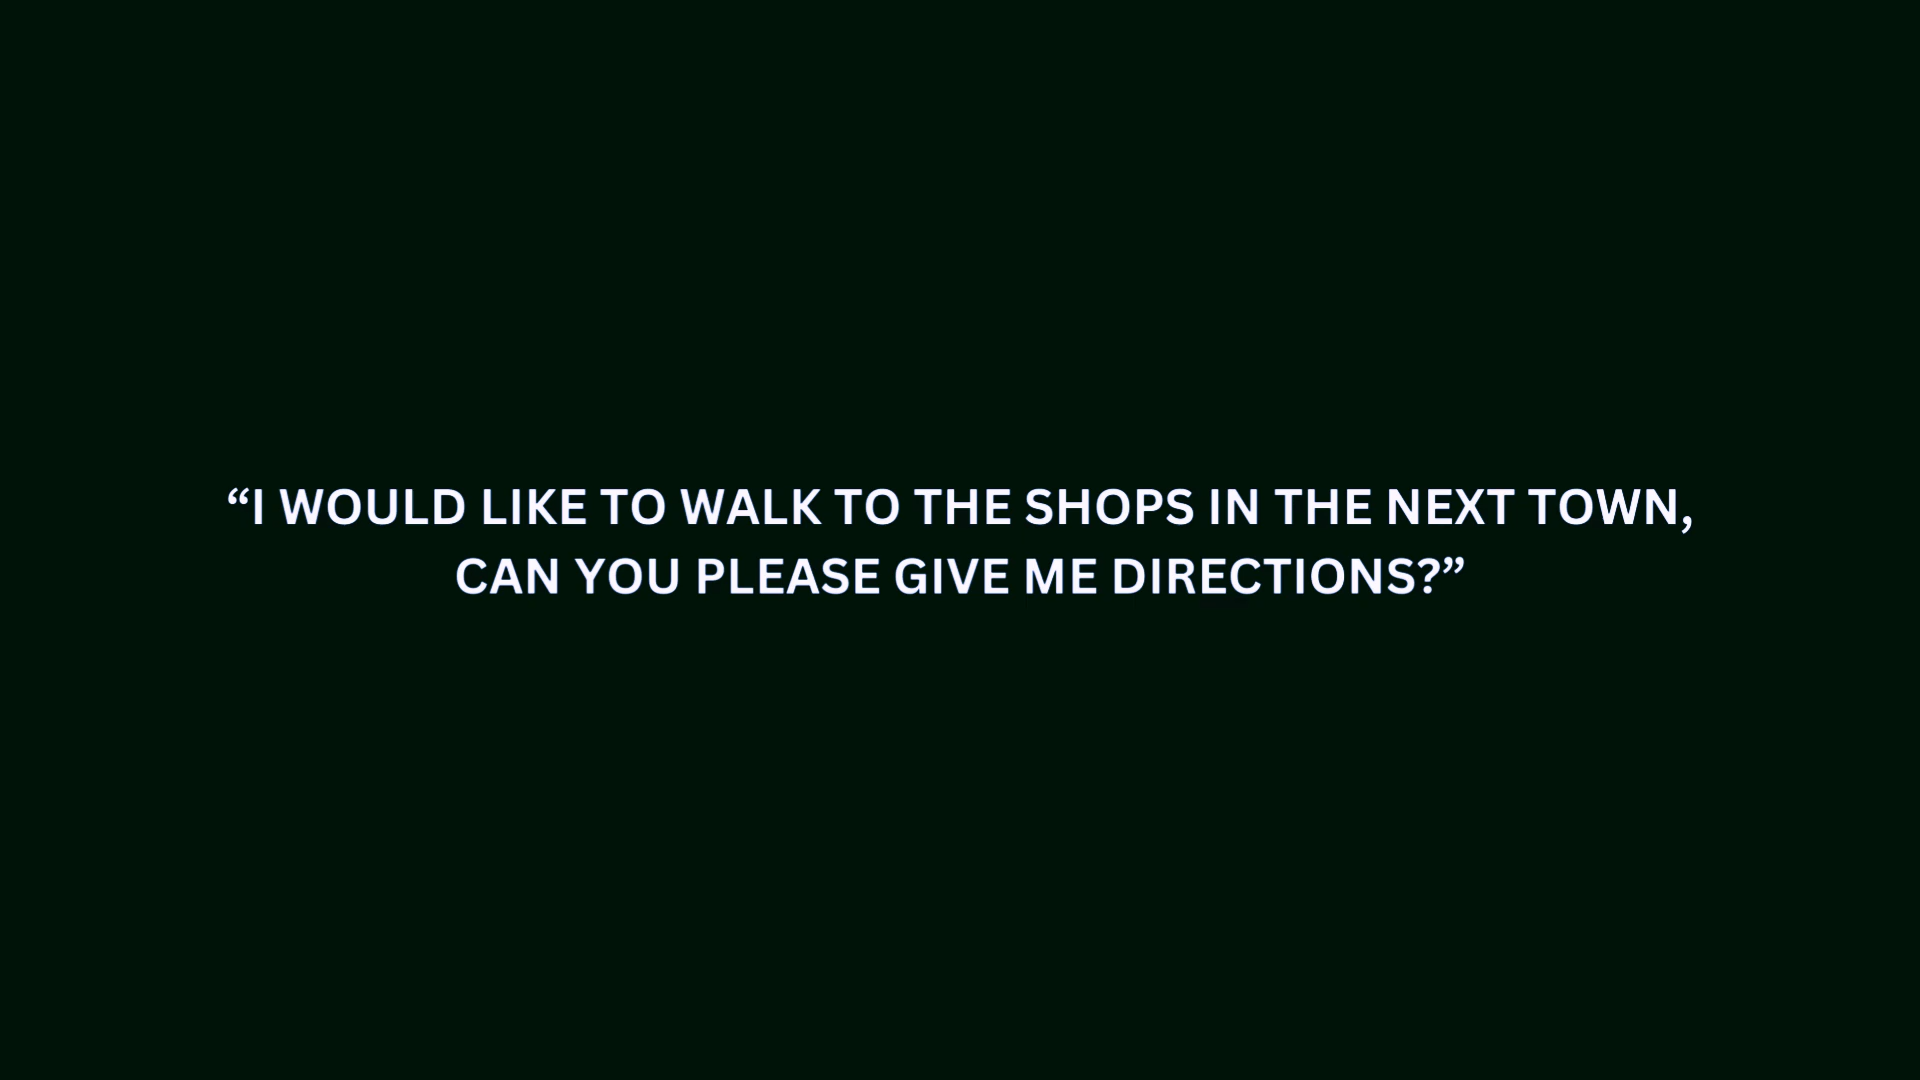 “I WOULD LIKE TO WALK TO THE SHOPS IN THE NEXT TOWN,
CAN YOU PLEASE GIVE ME DIRECTIONS?”